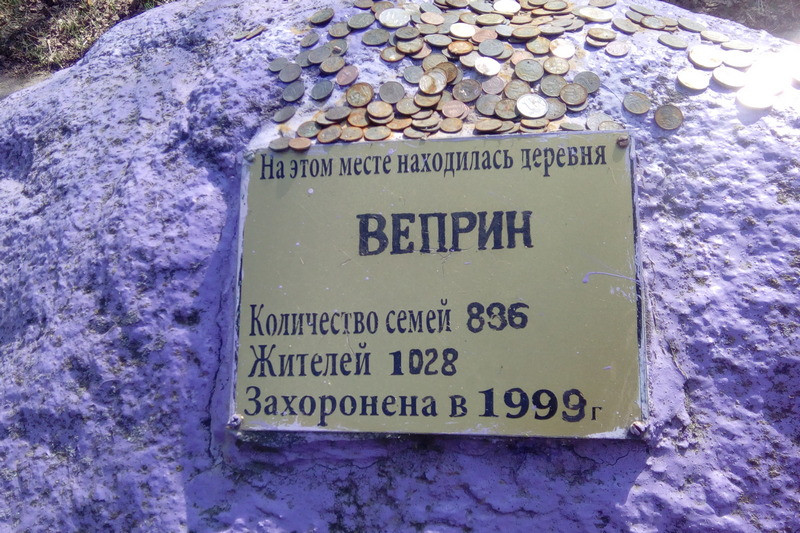 На этом месте находилась деревня
ВЕПРИН
Количество семей 886
Жителей 1028
Захоронена в 1999 г